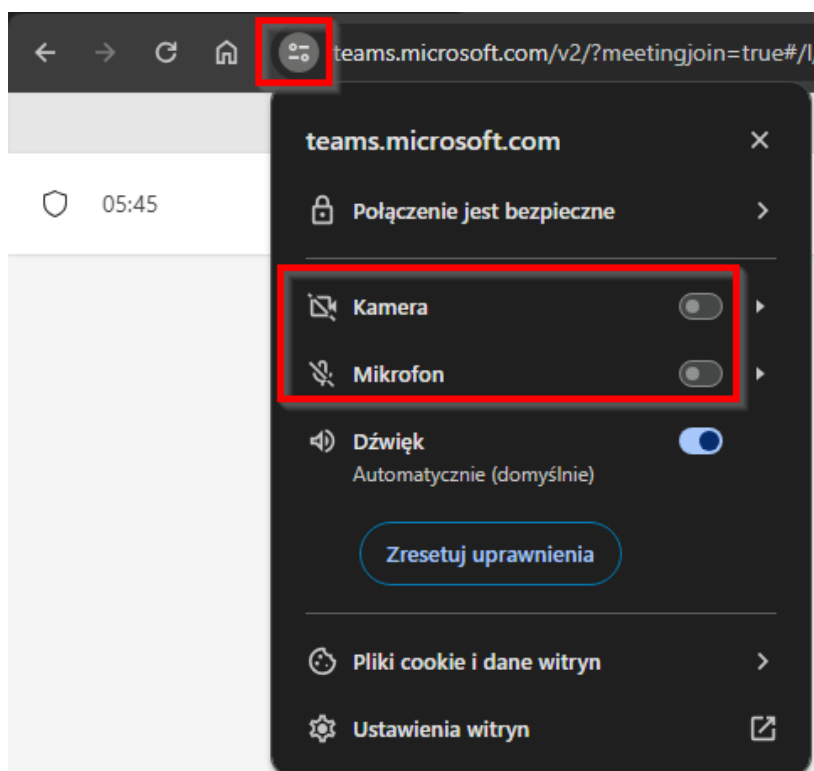 teams.microsoft.com/v2/?meetingjoin=true#/l/
teams.microsoft.com
05:45
Połączenie jest bezpieczne
Kamera
Mikrofon
Dźwięk
Automatycznie (domyślnie)
Zresetuj uprawnienia
Pliki cookie i dane witryn
Ustawienia witryn